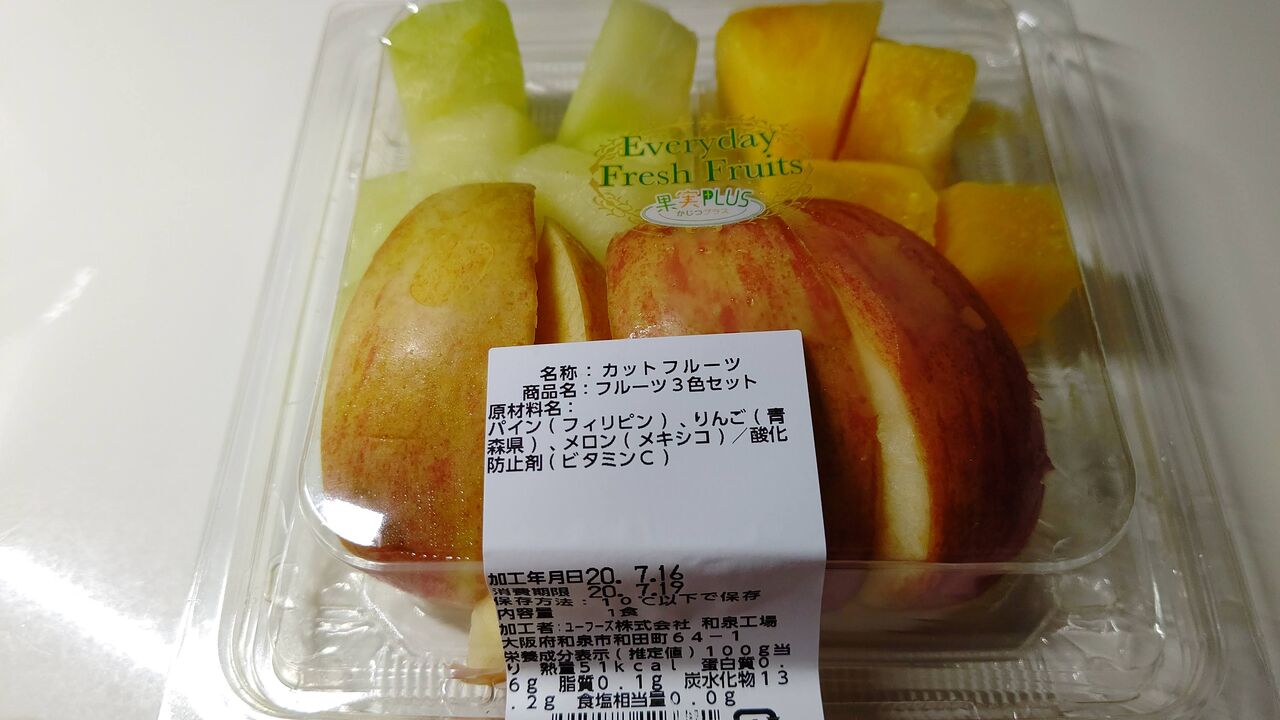 Everyday
Fresh Fruits
果実PLUS
かじつプラス
名称：カットフルーツ
商品名：フルーツ３色セット
原材料名：
パイン(フィリピン)、りんご(青
森県)、メロン(メキシコ)／酸化
防止剤(ビタミンC)
加工年月日20. 7.16
消費期限 20. 7.19
保存方法：10℃以下で保存
内容量 1食
加工者：ユーフーズ株式会社 和泉工場
大阪府和泉市和田町６４－１
栄養成分表示(推定値)100g当
り 熱量51kcal 蛋白質0.
6g 脂質0.1g 炭水化物13
.2g 食塩相当量0.0g